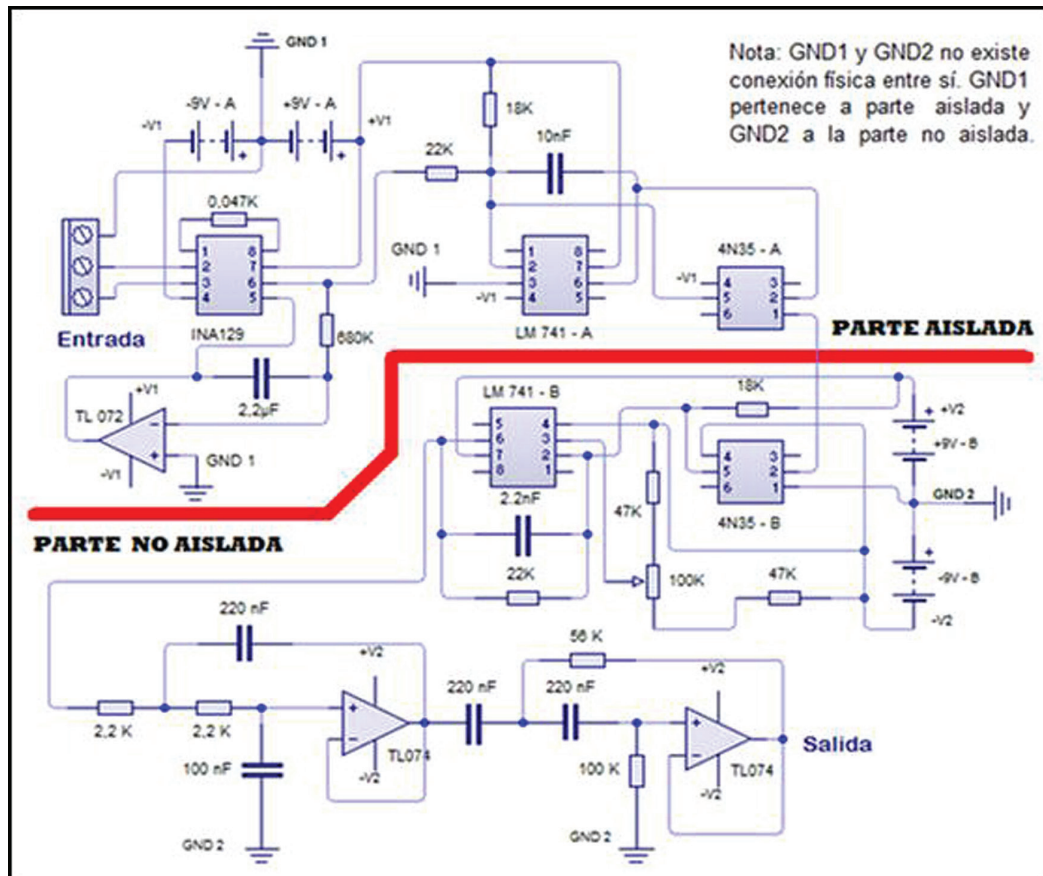 GND 1
Nota: GND1 y GND2 no existe
conexión física entre sí. GND1
pertenece a parte aislada y
GND2 a la parte no aislada.
-9V - A
+9V - A
-V1
+V1
+
+
18K
10nF
22K
0,047K
1
2
3
4
8
7
6
5
INA129
Entrada
680K
GND 1
-V1
1
2
3
4
8
7
6
5
LM 741 - A
4N35 - A
-V1
4
5
6
3
2
1
PARTE AISLADA
TL 072
+V1
-
+
-V1
2,2µF
GND 1
LM 741 - B
5
6
7
8
4
3
2
1
18K
+
+V2
+9V - B
4
5
6
3
2
1
4N35 - B
GND 2
2.2nF
47K
PARTE NO AISLADA
22K
100K
47K
+
-9V - B
-V2
220 nF
+V2
56 K
+V2
220 nF
220 nF
2,2 K
2,2 K
+
-
TL074
-V2
100 nF
100 K
+
-
TL074
-V2
Salida
GND 2
GND 2